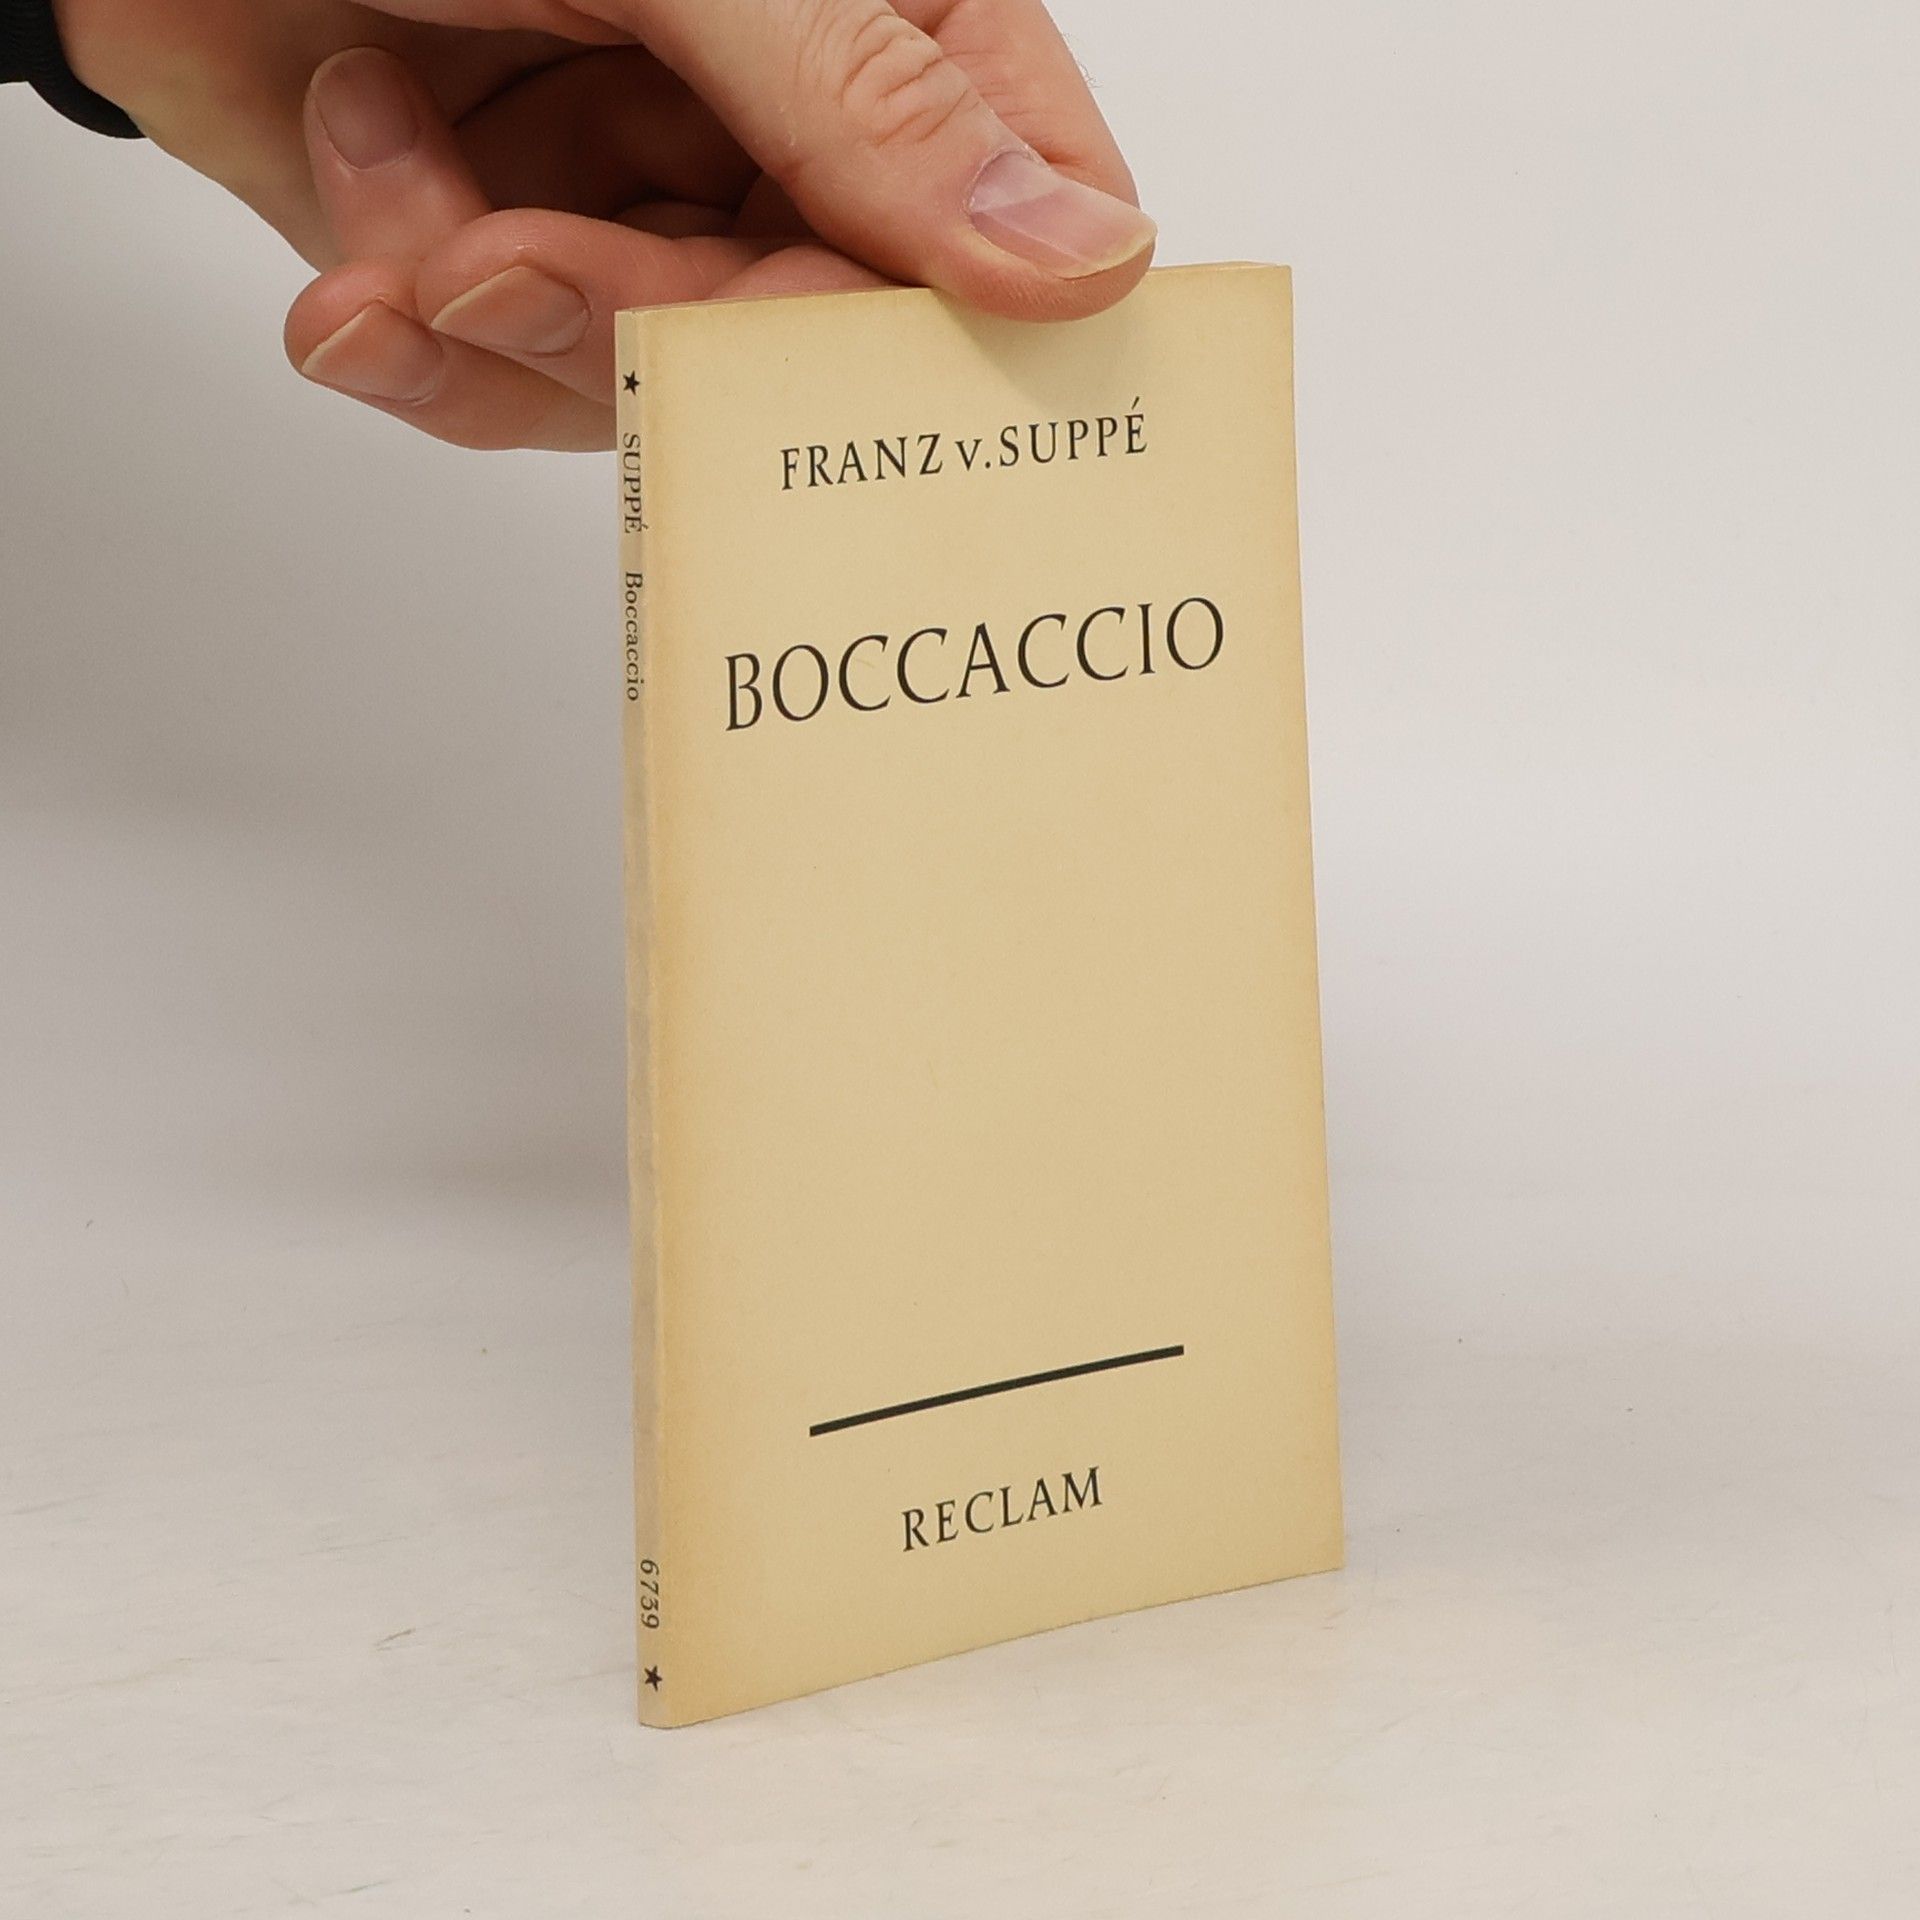 FRANZ v. SUPPÉ
BOCCACCIO
RECLAM
★ SUPPÉ Boccaccio 6739 ★